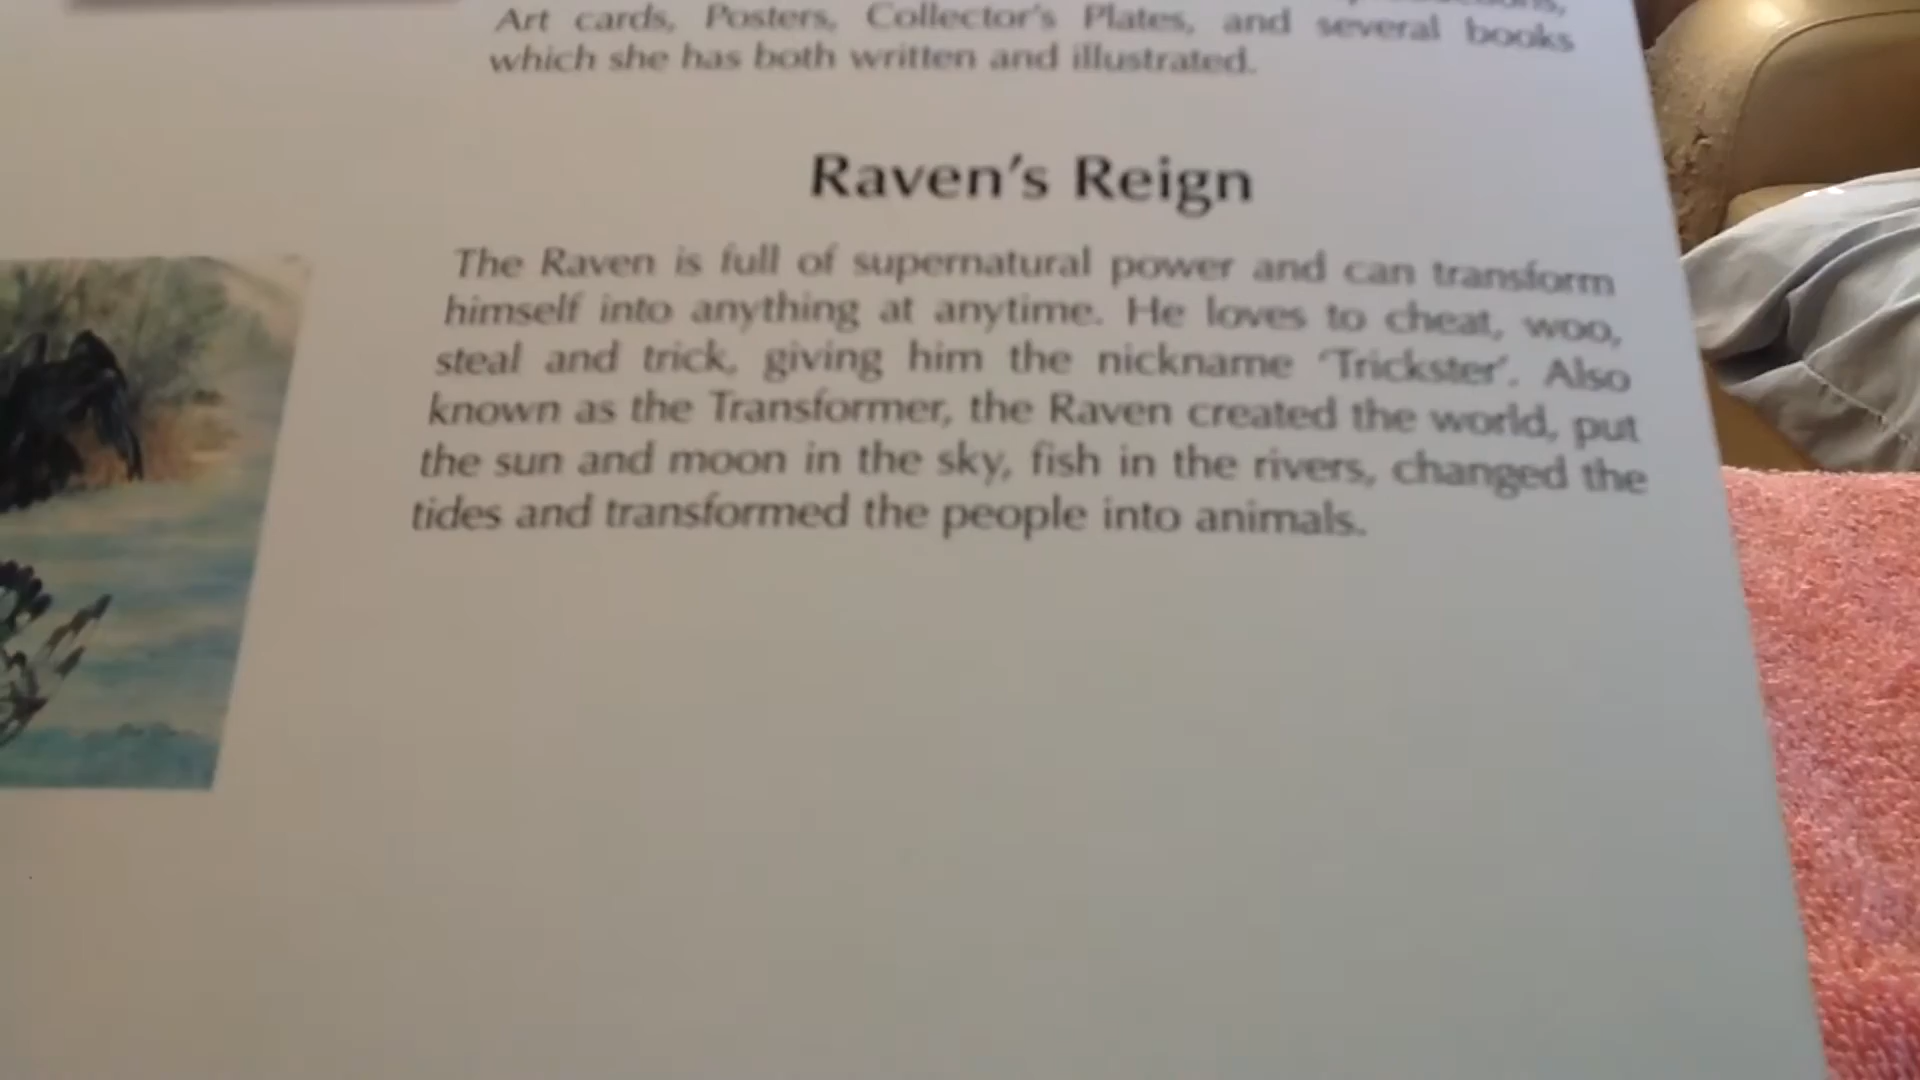 Art cards, Posters, Collector's Plates, and several books
which she has both written and illustrated.
Raven's Reign
The Raven is full of supernatural power and can transform
himself into anything at anytime. He loves to cheat, woo,
steal and trick, giving him the nickname 'Trickster'. Also
known as the Transformer, the Raven created the world, put
the sun and moon in the sky, fish in the rivers, changed the
tides and transformed the people into animals.